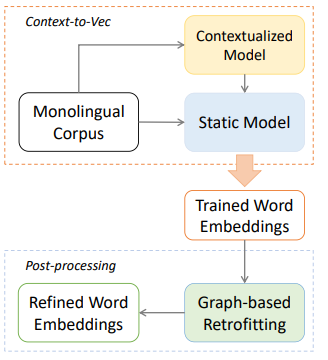 Context-to-Vec
Contextualized
Model
Monolingual
Corpus
Static Model
Trained Word
Embeddings
Post-processing
Refined Word
Embeddings
Graph-based
Retrofitting